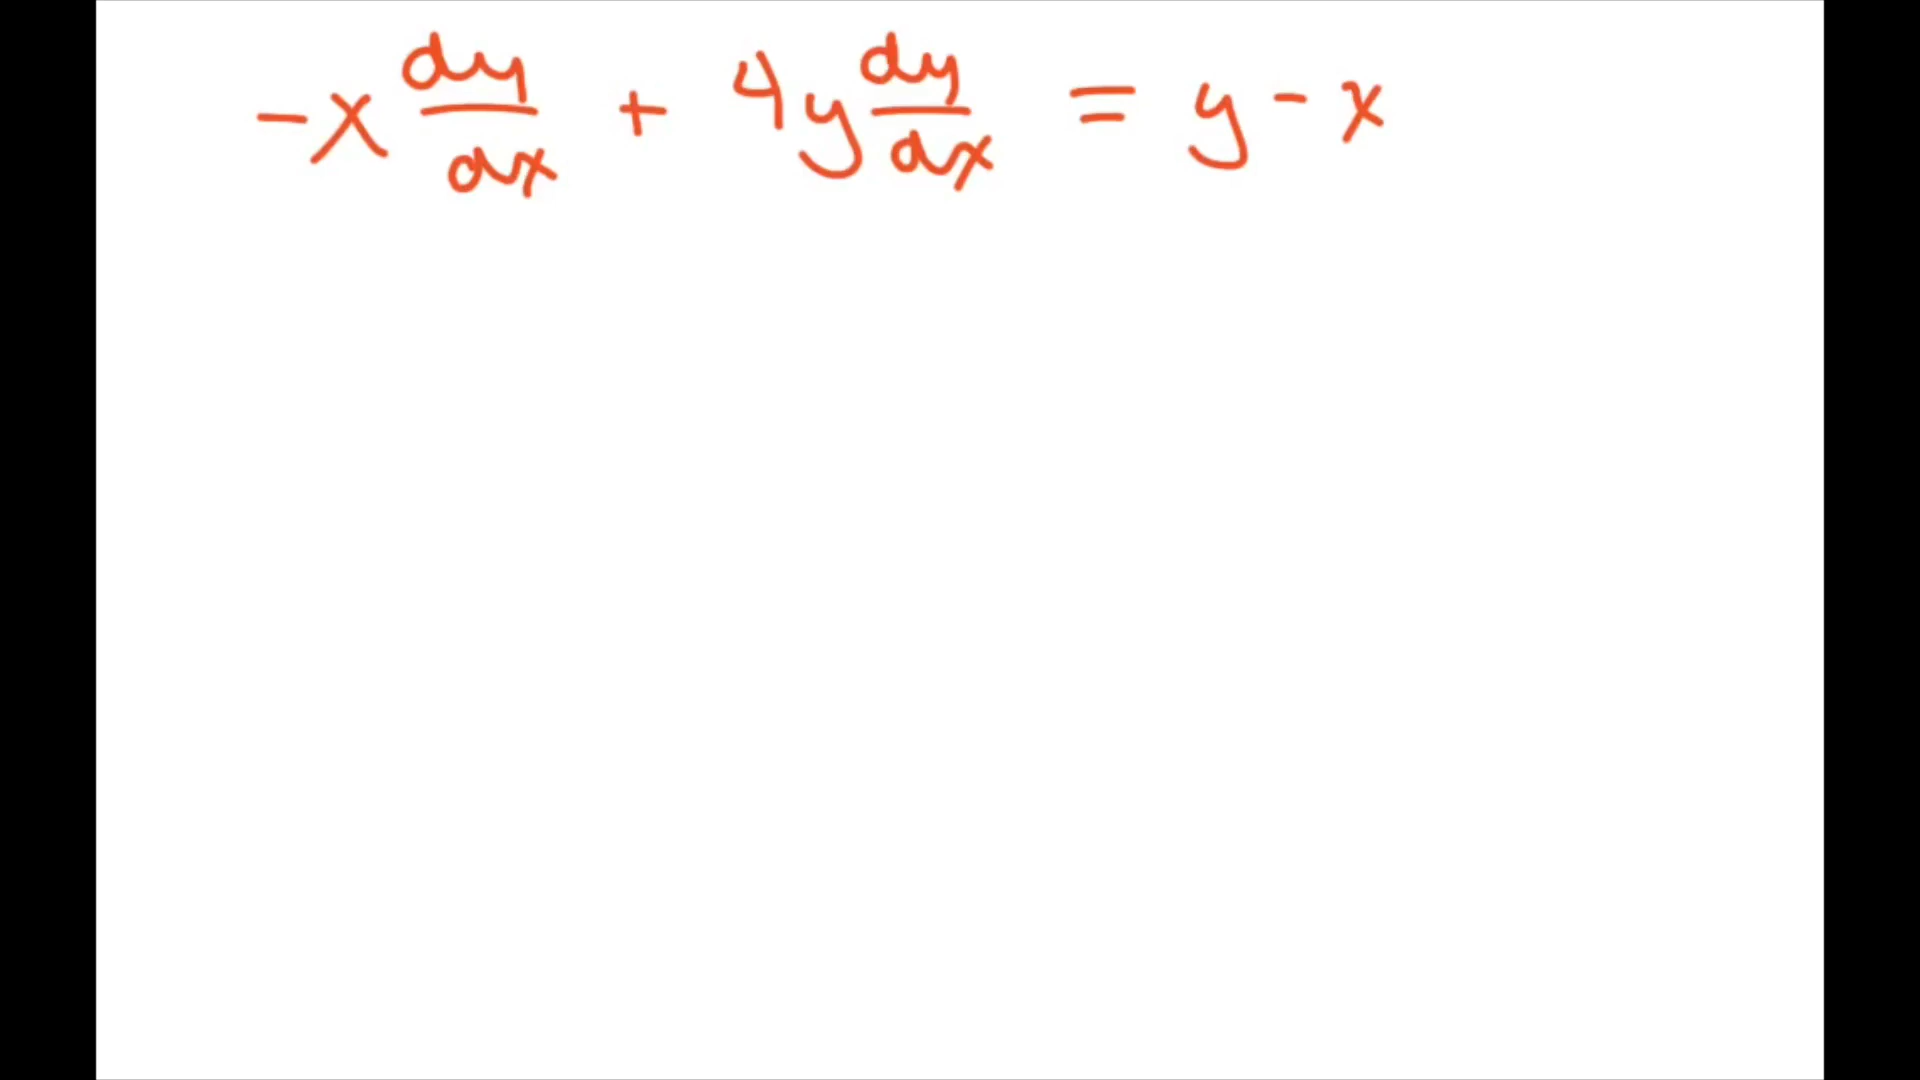 -x dy/dx + 4y dy/dx = y - x